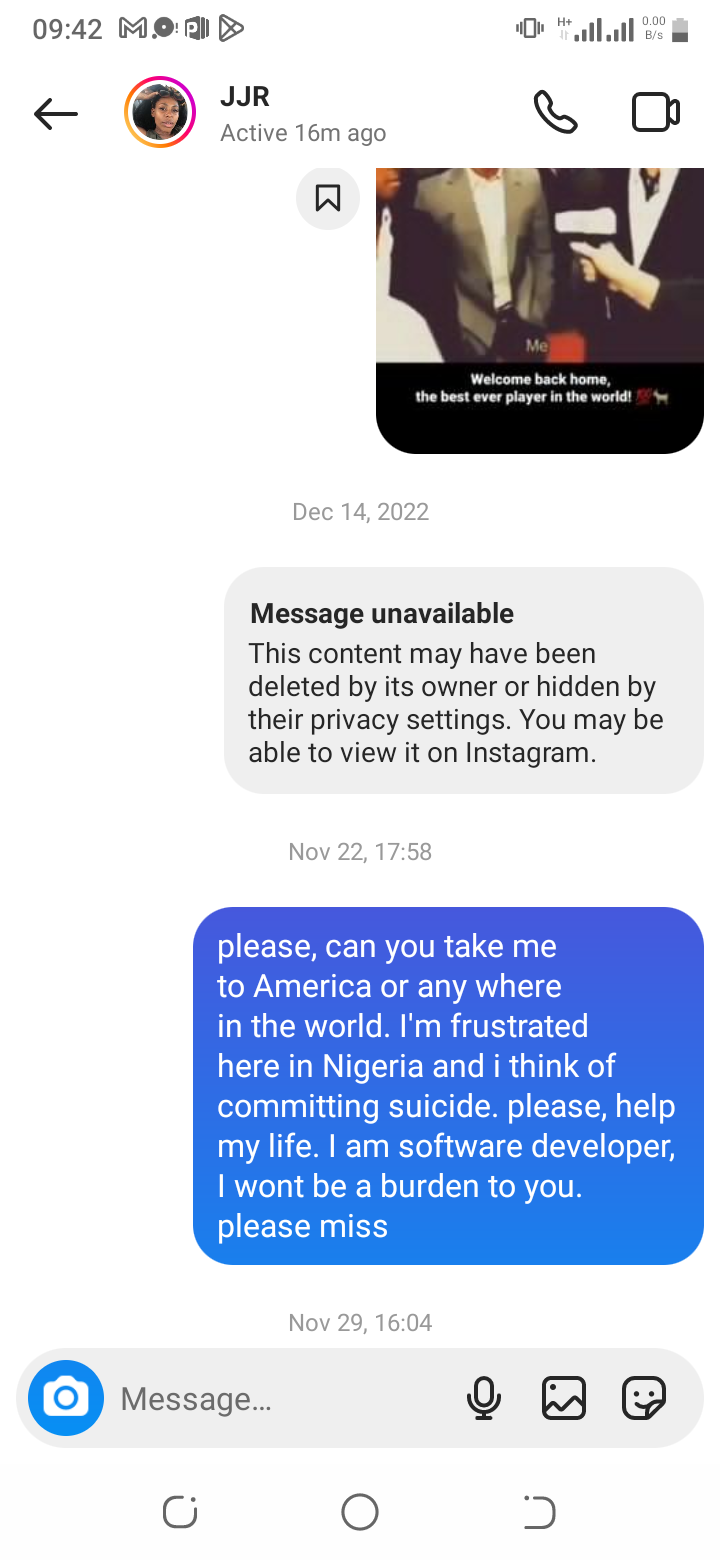 09:42
H+
0.00
B/s
JJR
Active 16m ago
Me
Welcome back home,
the best ever player in the world! 💯🐐
Dec 14, 2022
Message unavailable
This content may have been
deleted by its owner or hidden by
their privacy settings. You may be
able to view it on Instagram.
Nov 22, 17:58
please, can you take me
to America or any where
in the world. I'm frustrated
here in Nigeria and i think of
committing suicide. please, help
my life. I am software developer,
I wont be a burden to you.
please miss
Nov 29, 16:04
Message...